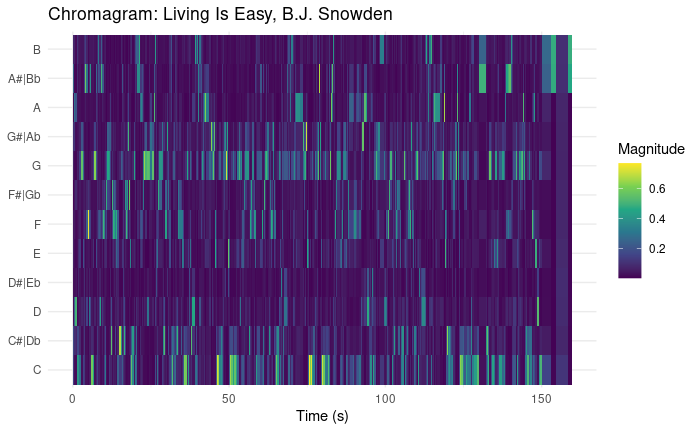 Chromagram: Living Is Easy, B.J. Snowden
B
A#|Bb
A
G#|Ab
G
F#|Gb
F
E
D#|Eb
D
C#|Db
C
0
50
100
150
Time (s)
Magnitude
0.6
0.4
0.2